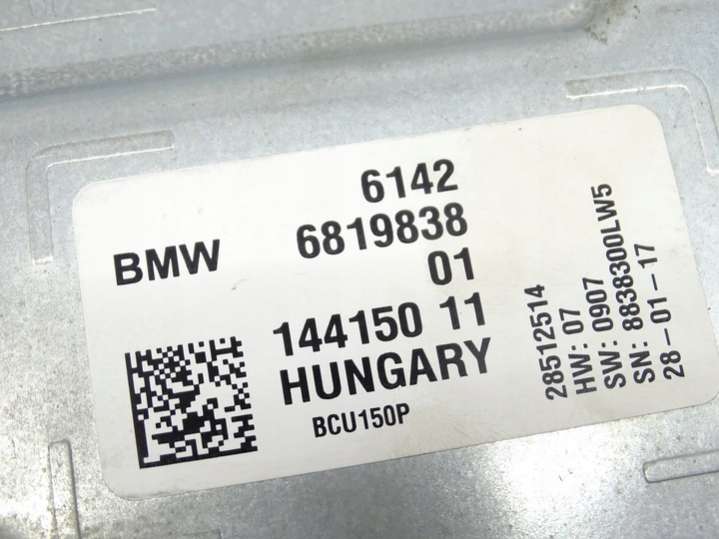 6142
BMW 6819838
01
144150 11
HUNGARY
BCU150P
28512514
HW: 07
SW: 0907
SN: 8838300LW5
28-01-17